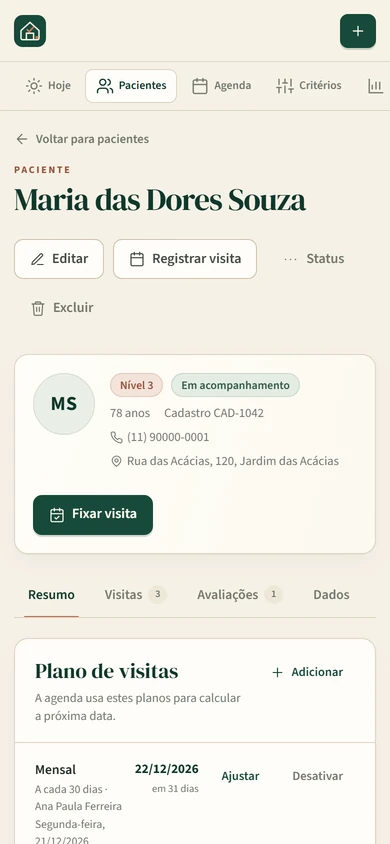 Hoje
Pacientes
Agenda
Critérios
Voltar para pacientes
PACIENTE
Maria das Dores Souza
Editar
Registrar visita
Status
Excluir
MS
Nível 3
Em acompanhamento
78 anos Cadastro CAD-1042
(11) 90000-0001
Rua das Acácias, 120, Jardim das Acácias
Fixar visita
Resumo
Visitas 3
Avaliações 1
Dados
Plano de visitas
Adicionar
A agenda usa estes planos para calcular
a próxima data.
Mensal
A cada 30 dias ·
Ana Paula Ferreira
Segunda-feira,
21/12/2026
22/12/2026
em 31 dias
Ajustar
Desativar